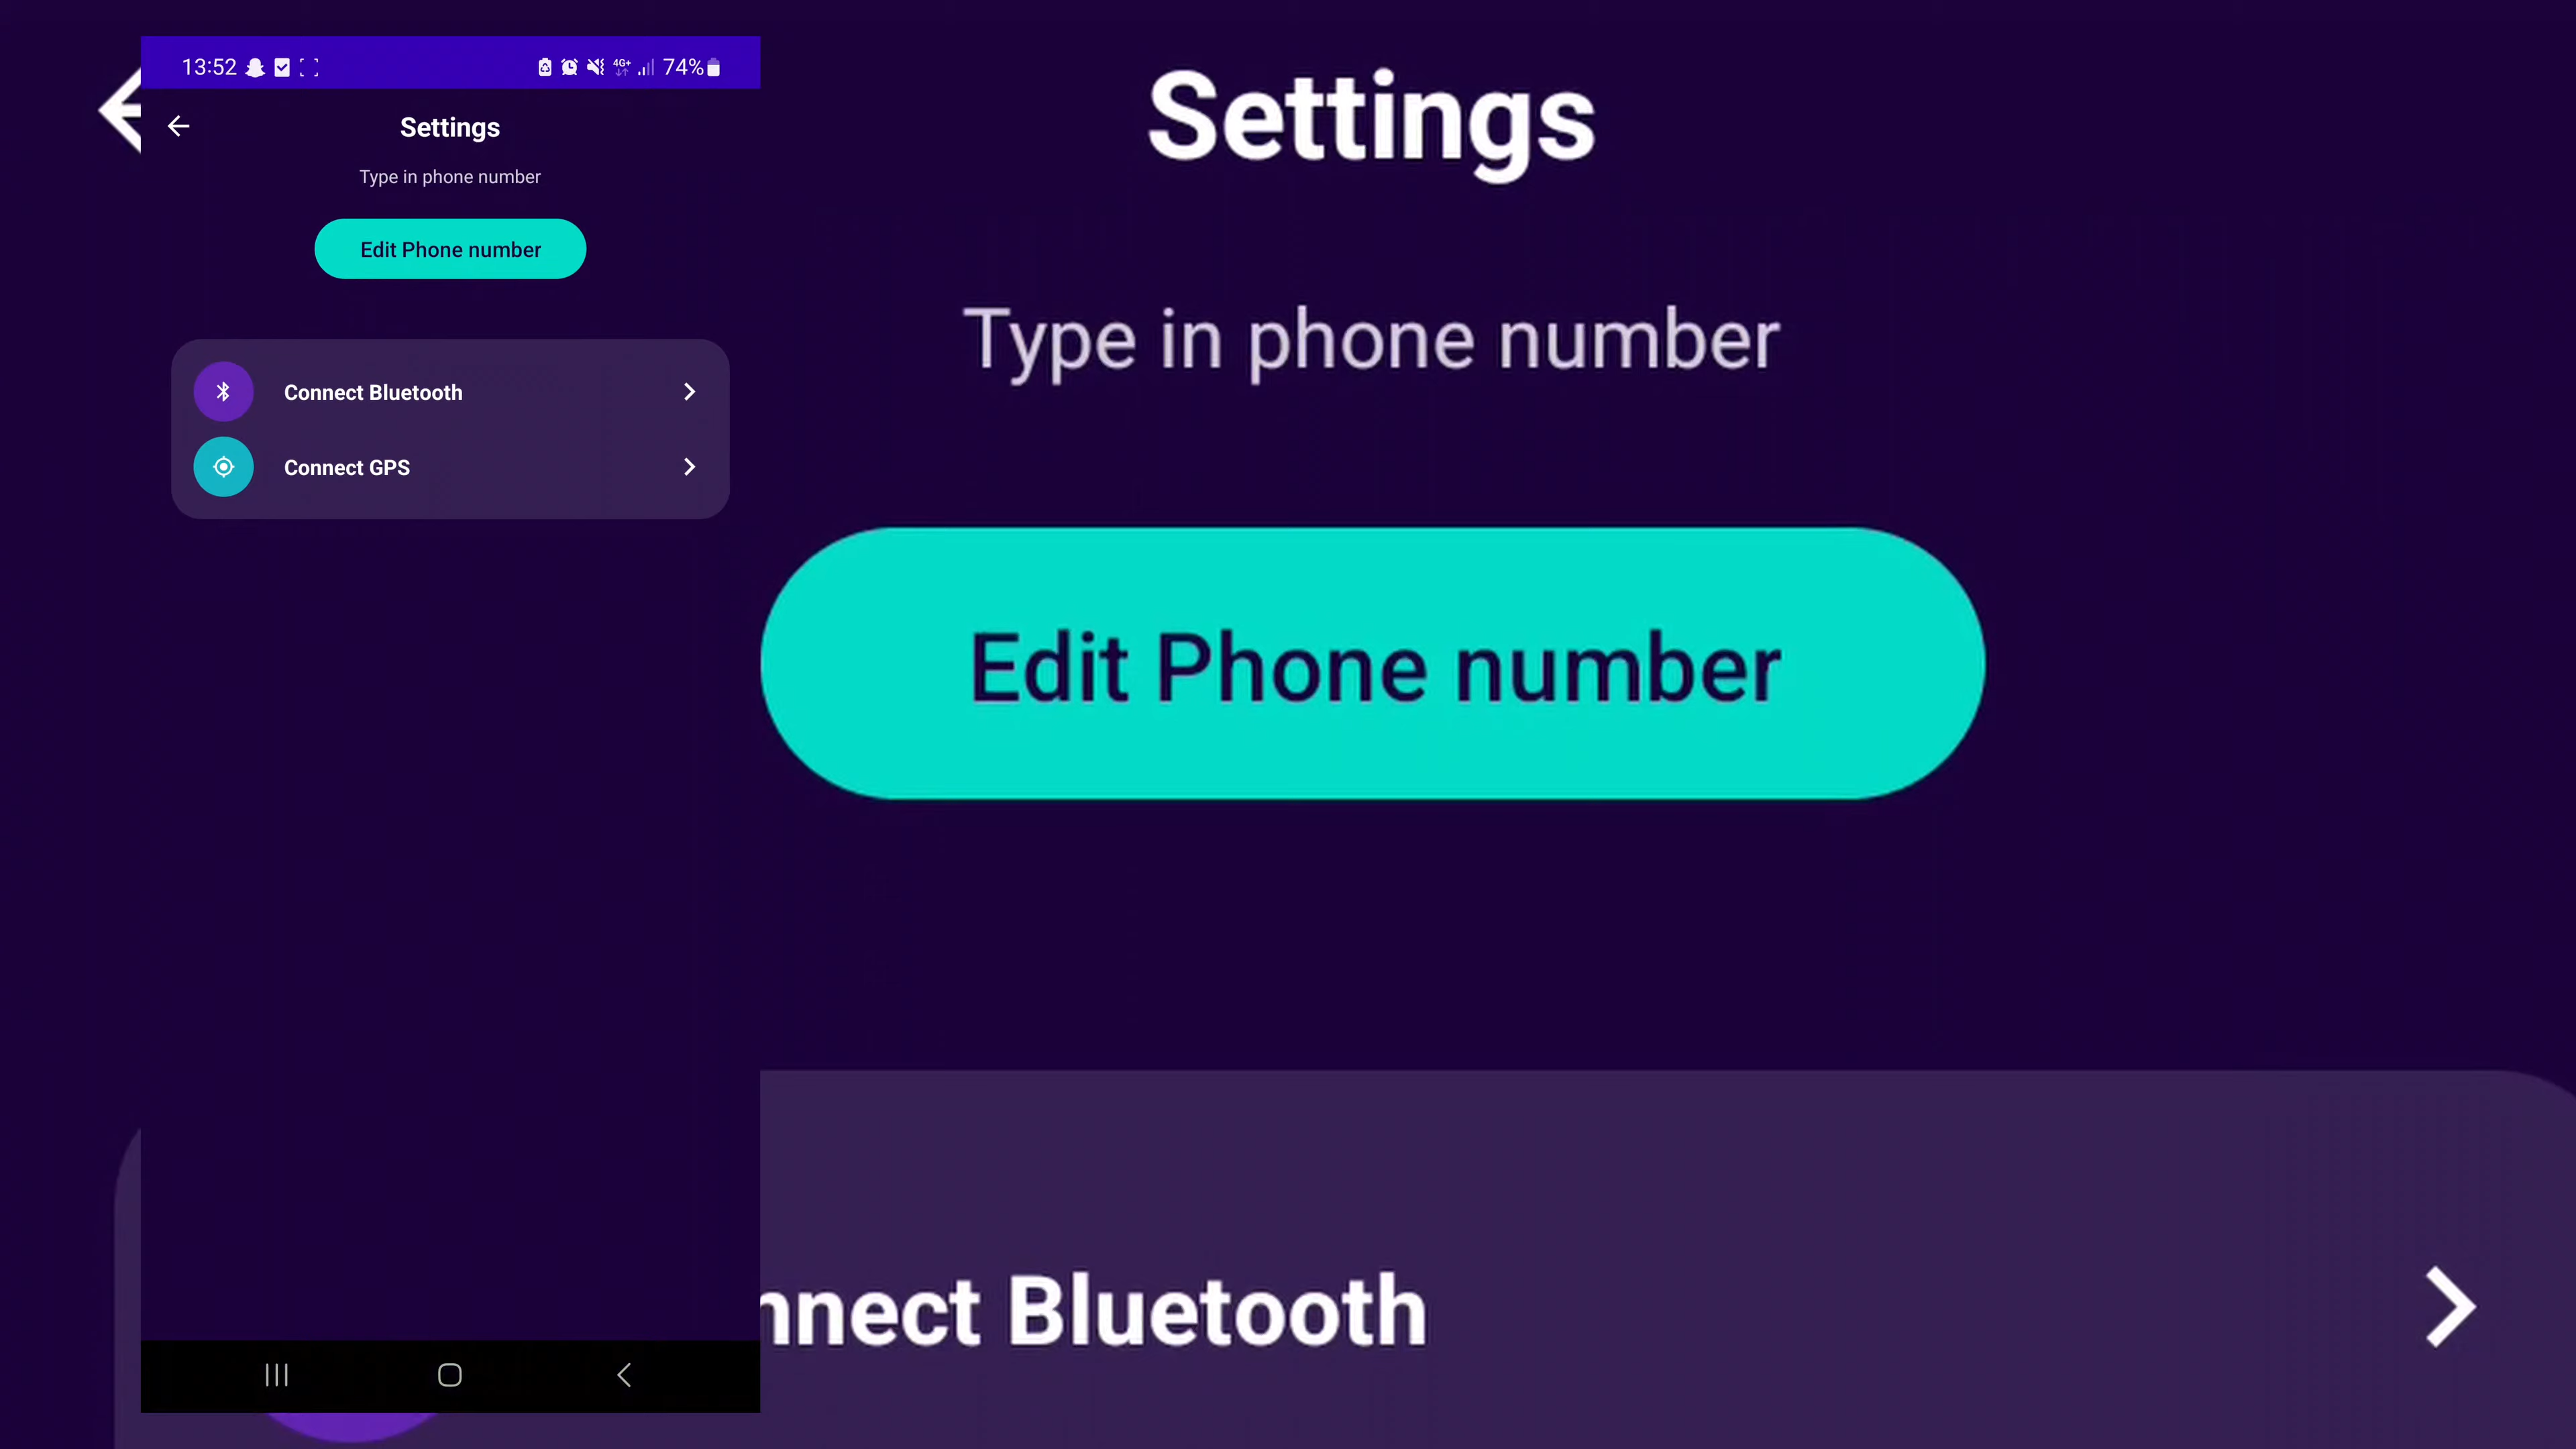 13:52
4G+
74%
Settings
Type in phone number
Edit Phone number
Connect Bluetooth
Connect GPS
Settings
Type in phone number
Edit Phone number
nnect Bluetooth